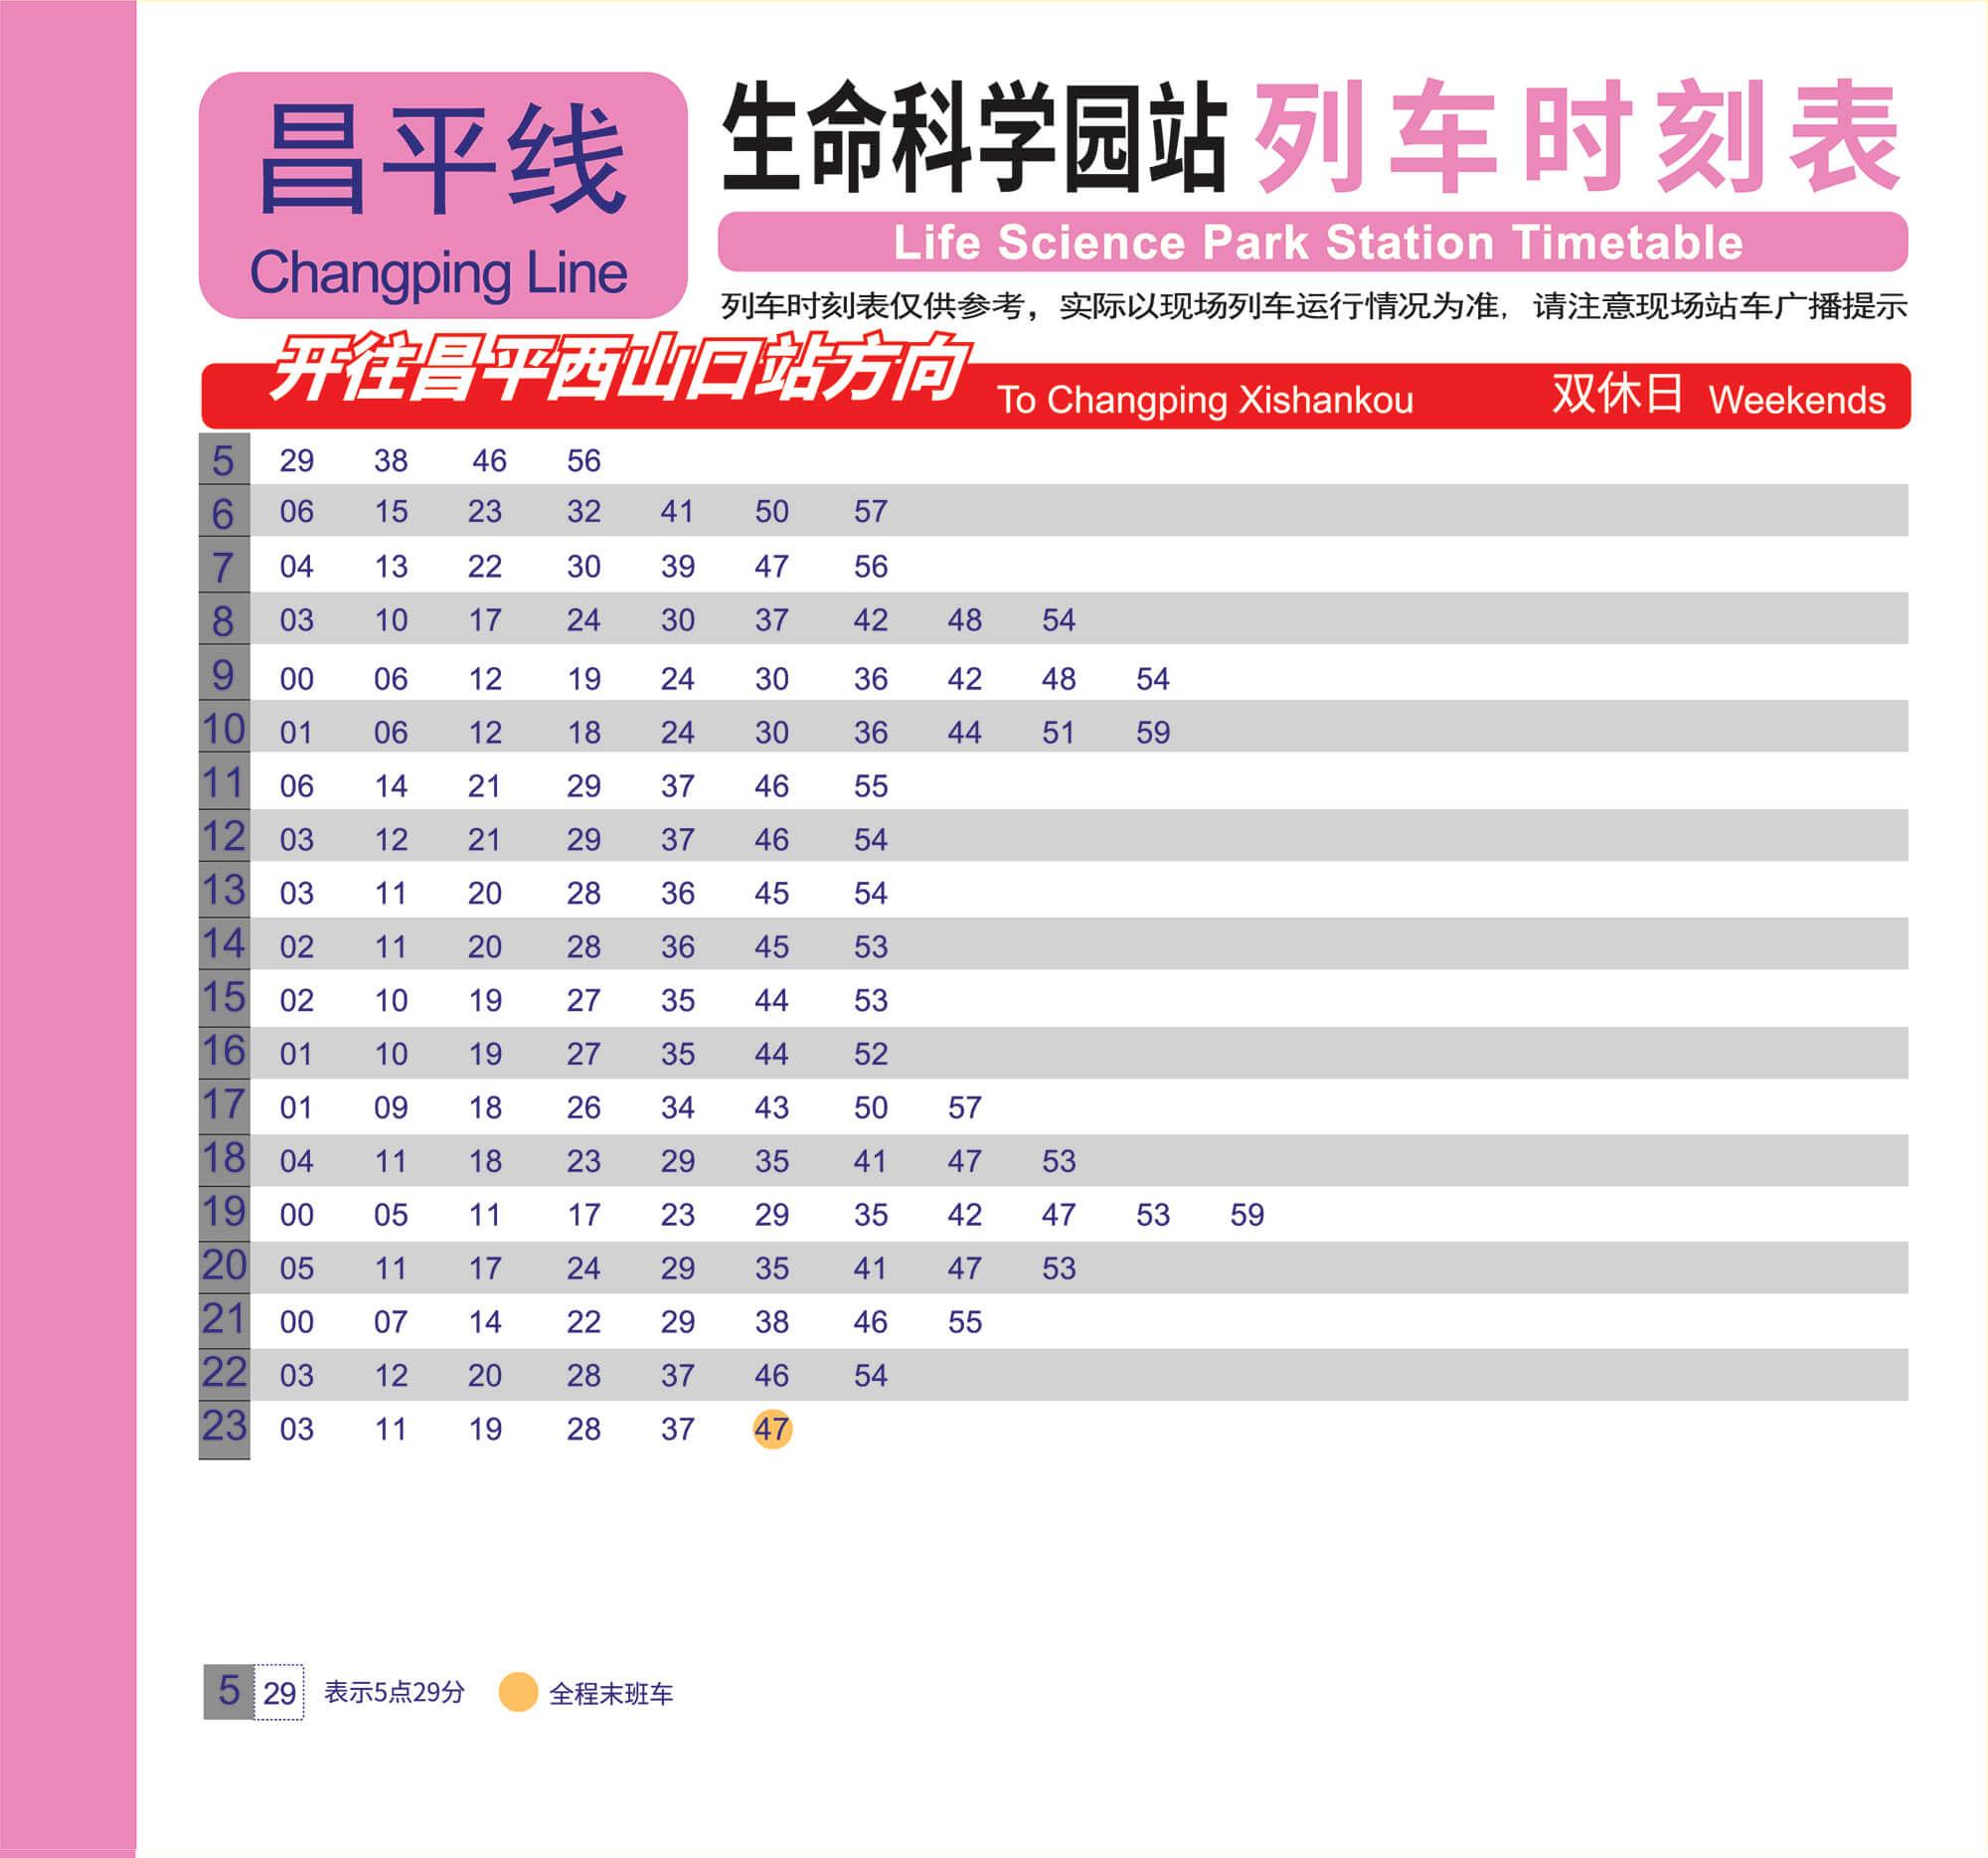 昌平线
Changping Line
生命科学园站 列车时刻表
Life Science Park Station Timetable
列车时刻表仅供参考，实际以现场列车运行情况为准, 请注意现场站车广播提示
开往昌平西山口站方向 To Changping Xishankou 双休日 Weekends
5 29 38 46 56
6 06 15 23 32 41 50 57
7 04 13 22 30 39 47 56
8 03 10 17 24 30 37 42 48 54
9 00 06 12 19 24 30 36 42 48 54
10 01 06 12 18 24 30 36 44 51 59
11 06 14 21 29 37 46 55
12 03 12 21 29 37 46 54
13 03 11 20 28 36 45 54
14 02 11 20 28 36 45 53
15 02 10 19 27 35 44 53
16 01 10 19 27 35 44 52
17 01 09 18 26 34 43 50 57
18 04 11 18 23 29 35 41 47 53
19 00 05 11 17 23 29 35 42 47 53 59
20 05 11 17 24 29 35 41 47 53
21 00 07 14 22 29 38 46 55
22 03 12 20 28 37 46 54
23 03 11 19 28 37 47
5 29 表示5点29分 全程末班车